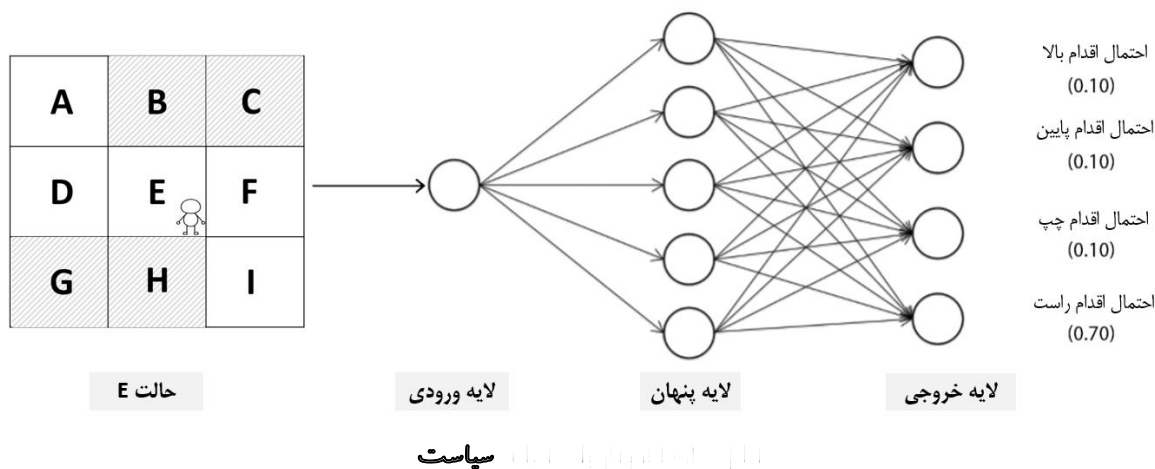 A B C
D E F
G H I
احتمال اقدام بالا
(0.10)
احتمال اقدام پایین
(0.10)
احتمال اقدام چپ
(0.10)
احتمال اقدام راست
(0.70)
حالت E
لایه ورودی
لایه پنهان
لایه خروجی
سیاست